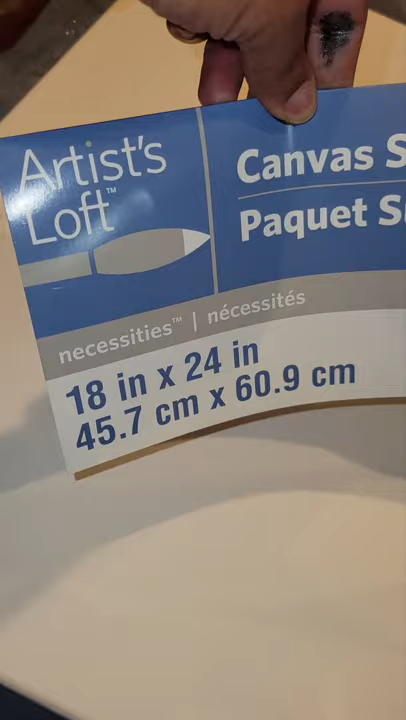 Artist's
Loft™
Canvas S
Paquet S
necessities™ | nécessités
18 in x 24 in
45.7 cm x 60.9 cm